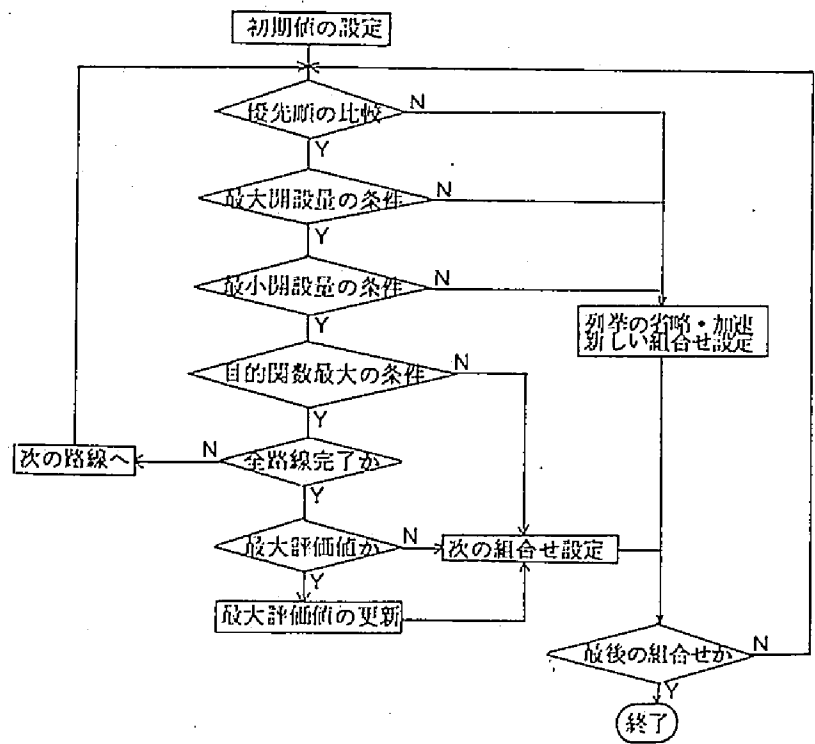 初期値の設定
優先順の比較
N
Y
最大開設量の条件
N
Y
最小開設量の条件
N
Y
列挙の省略・加速
新しい組合せ設定
目的関数最大の条件
N
Y
次の路線へ
N
全路線完了か
Y
最大評価値か
N
次の組合せ設定
Y
最大評価値の更新
最後の組合せか
N
Y
終了